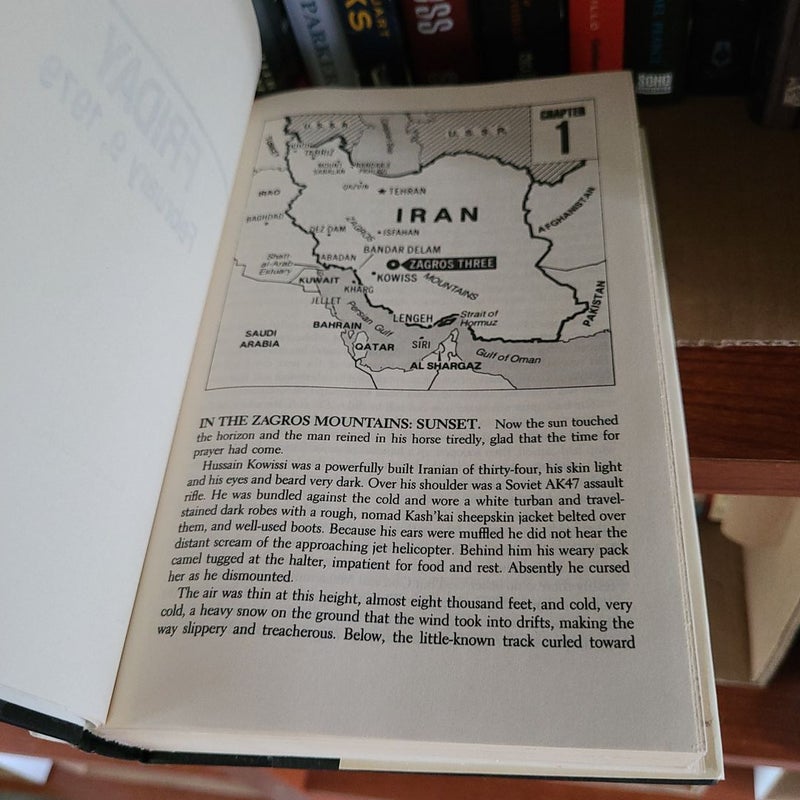 FRIDAY
February 9, 1979
PARKER
SONG
CHAPTER
1
U.S.S.R.
U.S.S.R.
TABRIZ
QAZVIN
TEHRAN
IRAQ
IRAN
AFGHANISTAN
BAGHDAD
DEZ DAM
ZAGROS
ISFAHAN
BANDAR DELAM
ABADAN
Shatt-
al-Arab
Estuary
ZAGROS THREE
KUWAIT
KOWISS
MOUNTAINS
KHARG
JELLET
PAKISTAN
Persian Gulf
LENGEH
Strait of
Hormuz
BAHRAIN
SAUDI
ARABIA
QATAR
SIRI
Gulf of Oman
AL SHARGAZ
IN THE ZAGROS MOUNTAINS: SUNSET. Now the sun touched
the horizon and the man reined in his horse tiredly, glad that the time for
prayer had come.
Hussain Kowissi was a powerfully built Iranian of thirty-four, his skin light
and his eyes and beard very dark. Over his shoulder was a Soviet AK47 assault
rifle. He was bundled against the cold and wore a white turban and travel-
stained dark robes with a rough, nomad Kash'kai sheepskin jacket belted over
them, and well-used boots. Because his ears were muffled he did not hear the
distant scream of the approaching jet helicopter. Behind him his weary pack
camel tugged at the halter, impatient for food and rest. Absently he cursed
her as he dismounted.
The air was thin at this height, almost eight thousand feet, and cold, very
cold, a heavy snow on the ground that the wind took into drifts, making the
way slippery and treacherous. Below, the little-known track curled toward